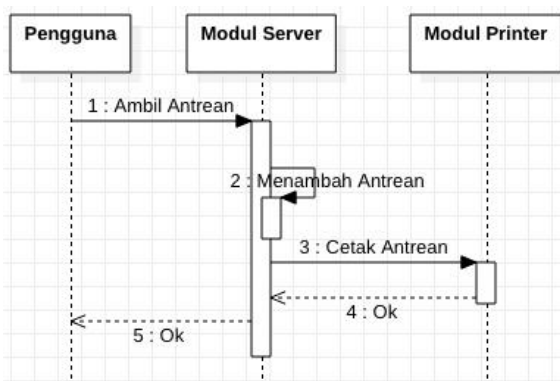 Pengguna
Modul Server
Modul Printer
1 : Ambil Antrean
2 : Menambah Antrean
3 : Cetak Antrean
4 : Ok
5 : Ok